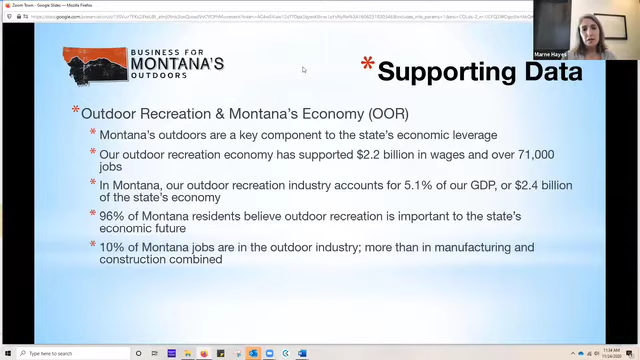 Zoom Town - Google Slides - Mozilla Firefox
Marne Hayes
BUSINESS FOR
MONTANA'S
OUTDOORS
* Supporting Data
* Outdoor Recreation & Montana's Economy (OOR)
* Montana's outdoors are a key component to the state's economic leverage
* Our outdoor recreation economy has supported $2.2 billion in wages and over 71,000
jobs
* In Montana, our outdoor recreation industry accounts for 5.1% of our GDP, or $2.4 billion
of the state's economy
* 96% of Montana residents believe outdoor recreation is important to the state's
economic future
* 10% of Montana jobs are in the outdoor industry; more than in manufacturing and
construction combined
Type here to search
11:54 AM
11/24/2020